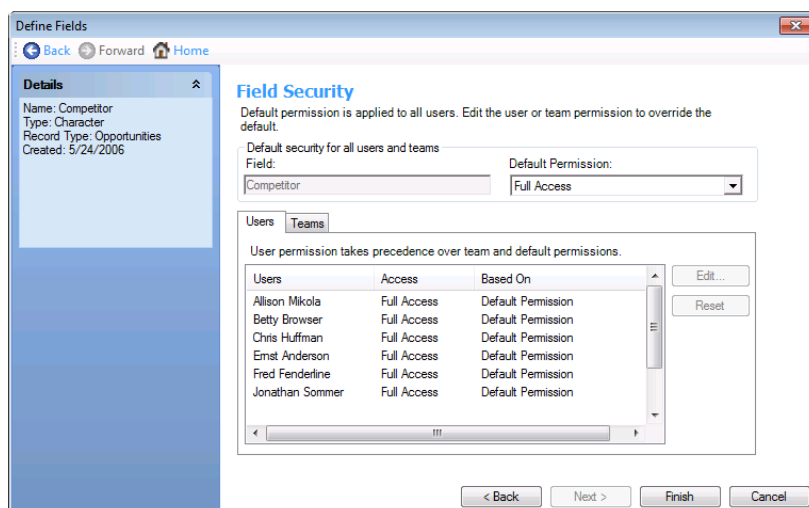 Define Fields
Back Forward Home
Details
Name: Competitor
Type: Character
Record Type: Opportunities
Created: 5/24/2006
Field Security
Default permission is applied to all users. Edit the user or team permission to override the
default.
Default security for all users and teams
Field: Default Permission:
Competitor Full Access
Users Teams
User permission takes precedence over team and default permissions.
Users Access Based On
Allison Mikola Full Access Default Permission
Betty Browser Full Access Default Permission
Chris Huffman Full Access Default Permission
Ernst Anderson Full Access Default Permission
Fred Fenderline Full Access Default Permission
Jonathan Sommer Full Access Default Permission
Edit...
Reset
< Back Next > Finish Cancel